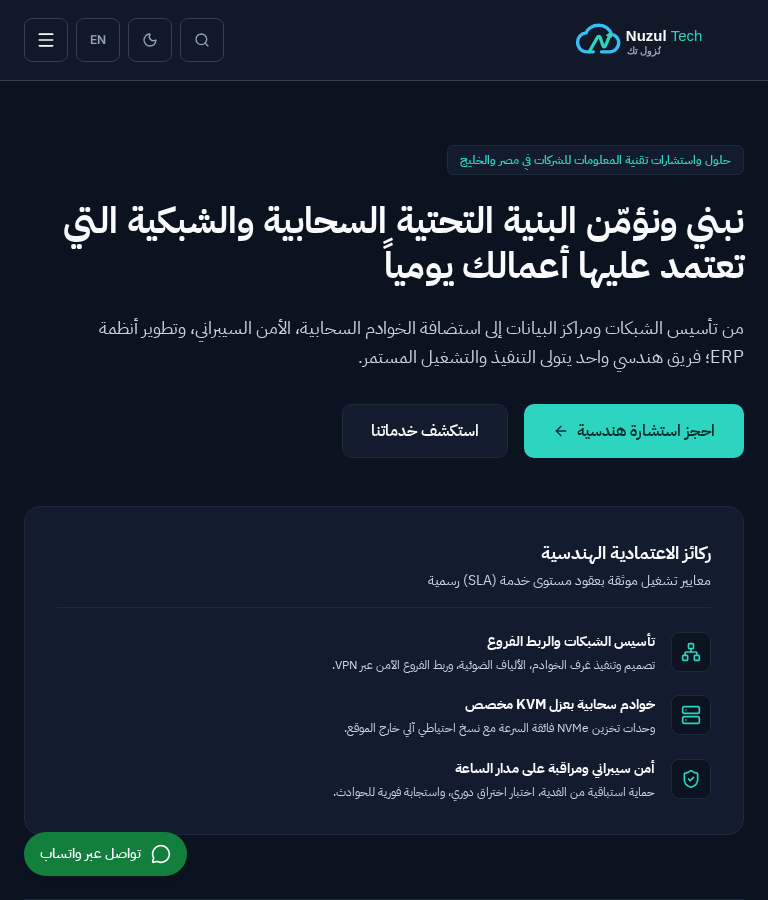 Nuzul Tech
نُزول تك
EN
حلول واستشارات تقنية المعلومات للشركات في مصر والخليج
نبني ونؤمّن البنية التحتية السحابية والشبكية التي
تعتمد عليها أعمالك يومياً
من تأسيس الشبكات ومراكز البيانات إلى استضافة الخوادم السحابية، الأمن السيبراني، وتطوير أنظمة
ERP؛ فريق هندسي واحد يتولى التنفيذ والتشغيل المستمر.
احجز استشارة هندسية
استكشف خدماتنا
ركائز الاعتمادية الهندسية
معايير تشغيل موثقة بعقود مستوى خدمة (SLA) رسمية
تأسيس الشبكات والربط الفروع
تصميم وتنفيذ غرف الخوادم، الألياف الضوئية، وربط الفروع الآمن عبر VPN.
خوادم سحابية بعزل KVM مخصص
وحدات تخزين NVMe فائقة السرعة مع نسخ احتياطي آلي خارج الموقع.
أمن سيبراني ومراقبة على مدار الساعة
حماية استباقية من الفدية، اختبار اختراق دوري، واستجابة فورية للحوادث.
تواصل عبر واتساب